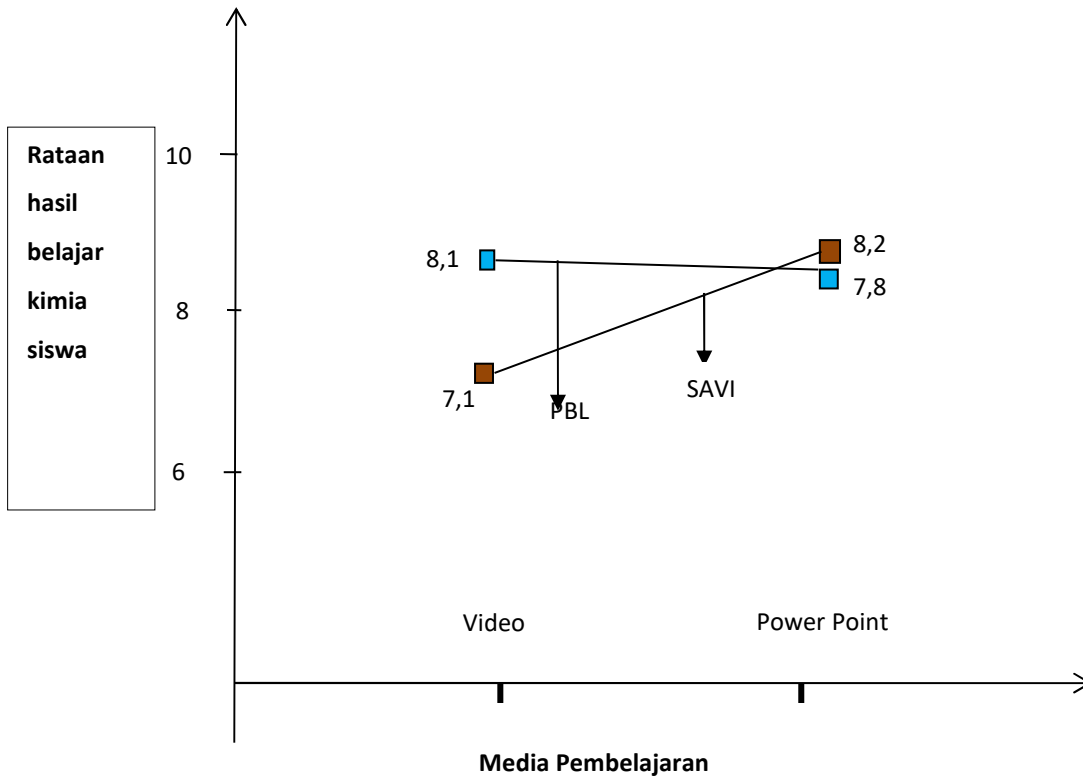 Rataan
hasil
belajar
kimia
siswa
10
8
6
8,1
7,1
8,2
7,8
PBL
SAVI
Video
Power Point
Media Pembelajaran